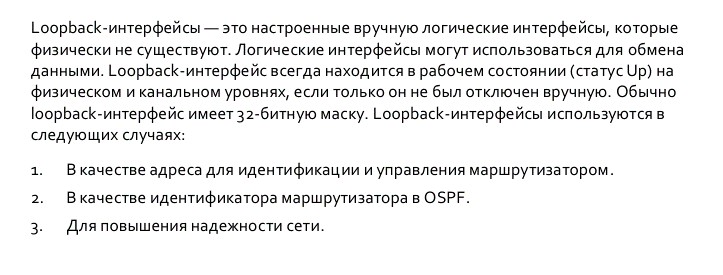 Loopback-интерфейсы — это настроенные вручную логические интерфейсы, которые
физически не существуют. Логические интерфейсы могут использоваться для обмена
данными. Loopback-интерфейс всегда находится в рабочем состоянии (статус Up) на
физическом и канальном уровнях, если только он не был отключен вручную. Обычно
loopback-интерфейс имеет 32-битную маску. Loopback-интерфейсы используются в
следующих случаях:
1. В качестве адреса для идентификации и управления маршрутизатором.
2. В качестве идентификатора маршрутизатора в OSPF.
3. Для повышения надежности сети.